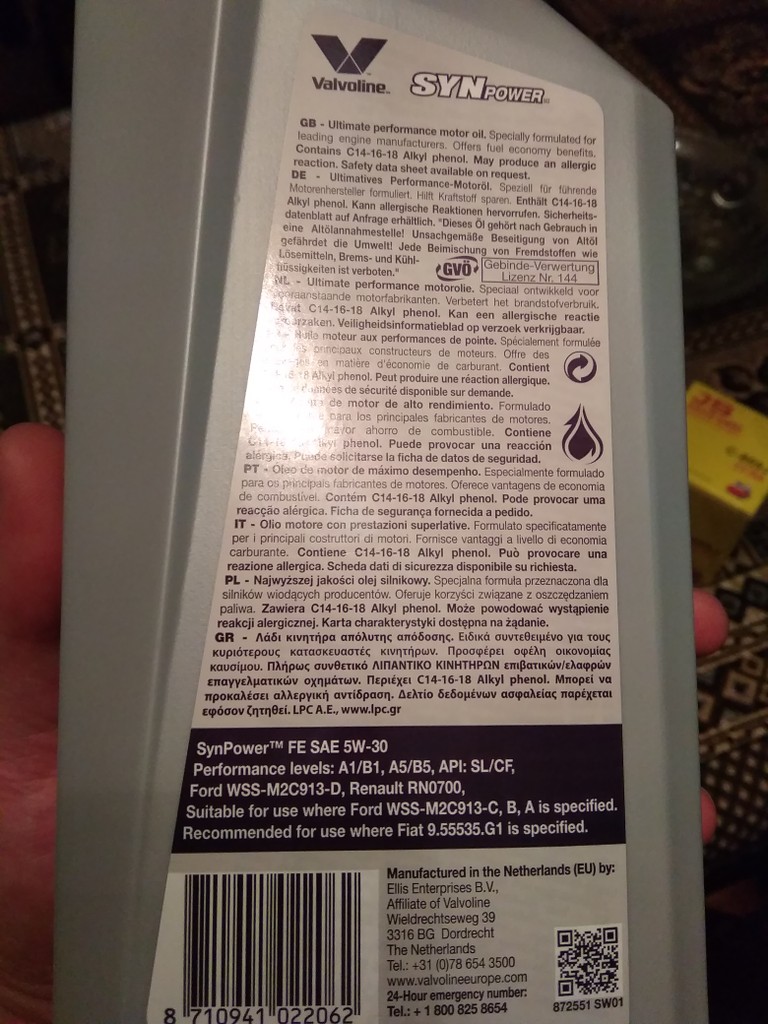 Valvoline™
SYNPOWER
GB - Ultimate performance motor oil. Specially formulated for
leading engine manufacturers. Offers fuel economy benefits.
Contains C14-16-18 Alkyl phenol. May produce an allergic
reaction. Safety data sheet available on request.
DE - Ultimatives Performance-Motoröl. Speziell für führende
Motorenhersteller formuliert. Hilft Kraftstoff sparen. Enthält C14-16-18
Alkyl phenol. Kann allergische Reaktionen hervorrufen. Sicherheits-
datenblatt auf Anfrage erhältlich. "Dieses Öl gehört nach Gebrauch in
eine Altölannahmestelle! Unsachgemäße Beseitigung von Altöl
gefährdet die Umwelt! Jede Beimischung von Fremdstoffen wie
Lösemitteln, Brems- und Kühl-
flüssigkeiten ist verboten."
GVÖ
Gebinde-Verwertung
Lizenz Nr. 144
NL - Ultimate performance motorolie. Speciaal ontwikkeld voor
vooraanstaande motorfabrikanten. Verbetert het brandstofverbruik.
Bevat C14-16-18 Alkyl phenol. Kan een allergische reactie
veroorzaken. Veiligheidsinformatieblad op verzoek verkrijgbaar.
Huile moteur aux performances de pointe. Spécialement formulée
principaux constructeurs de moteurs. Offre des
en matière d'économie de carburant. Contient
18 Alkyl phenol. Peut produire une réaction allergique.
données de sécurité disponible sur demande.
de motor de alto rendimiento. Formulado
para los principales fabricantes de motores.
ahorro de combustible. Contiene
Alkyl phenol. Puede provocar una reacción
alérgica. Puede solicitarse la ficha de datos de seguridad.
PT - Óleo de motor de máximo desempenho. Especialmente formulado
para os principais fabricantes de motores. Oferece vantagens de economia
de combustível. Contém C14-16-18 Alkyl phenol. Pode provocar uma
reacção alérgica. Ficha de segurança fornecida a pedido.
IT - Olio motore con prestazioni superlative. Formulato specificatamente
per i principali costruttori di motori. Fornisce vantaggi a livello di economia
carburante. Contiene C14-16-18 Alkyl phenol. Può provocare una
reazione allergica. Scheda dati di sicurezza disponibile su richiesta.
PL - Najwyższej jakości olej silnikowy. Specjalna formuła przeznaczona dla
silników wiodących producentów. Oferuje korzyści związane z oszczędzaniem
paliwa. Zawiera C14-16-18 Alkyl phenol. Może powodować wystąpienie
reakcji alergicznej. Karta charakterystyki dostępna na żądanie.
GR - Λάδι κινητήρα απόλυτης απόδοσης. Ειδικά συντεθειμένο για τους
κυριότερους κατασκευαστές κινητήρων. Προσφέρει οφέλη οικονομίας
καυσίμου. Πλήρως συνθετικό ΛΙΠΑΝΤΙΚΟ ΚΙΝΗΤΗΡΩΝ επιβατικών/ελαφρών
επαγγελματικών οχημάτων. Περιέχει C14-16-18 Alkyl phenol. Μπορεί να
προκαλέσει αλλεργική αντίδραση. Δελτίο δεδομένων ασφαλείας παρέχεται
εφόσον ζητηθεί. LPC A.E., www.lpc.gr
SynPower™ FE SAE 5W-30
Performance levels: A1/B1, A5/B5, API: SL/CF,
Ford WSS-M2C913-D, Renault RN0700,
Suitable for use where Ford WSS-M2C913-C, B, A is specified.
Recommended for use where Fiat 9.55535.G1 is specified.
Manufactured in the Netherlands (EU) by:
Ellis Enterprises B.V.,
Affiliate of Valvoline
Wieldrechtseweg 39
3316 BG Dordrecht
The Netherlands
Tel.: +31 (0)78 654 3500
www.valvolineeurope.com
24-Hour emergency number:
Tel.: + 1 800 825 8654
872551 SW01
8 710941 022062
JS